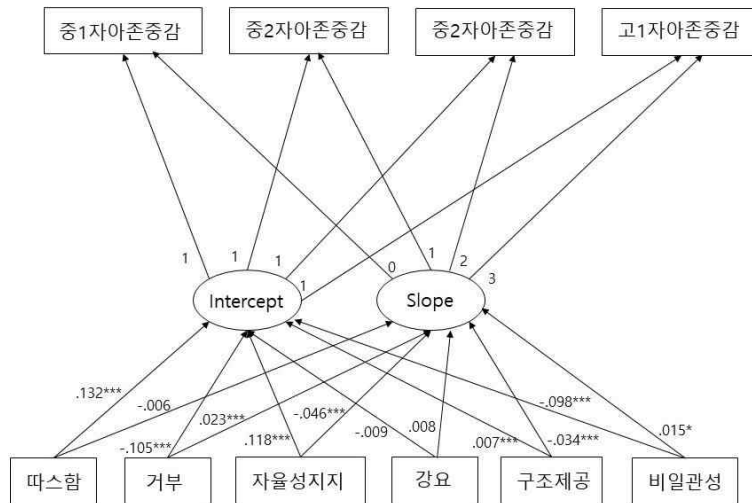 중1자아존중감 중2자아존중감 중2자아존중감 고1자아존중감
1 1 1 1 0 1 2 3
Intercept Slope
.132*** -.006 .023*** -.046*** -.009 .008 -.098***
-.105*** .118*** .007*** -.034*** .015*
따스함 거부 자율성지지 강요 구조제공 비일관성